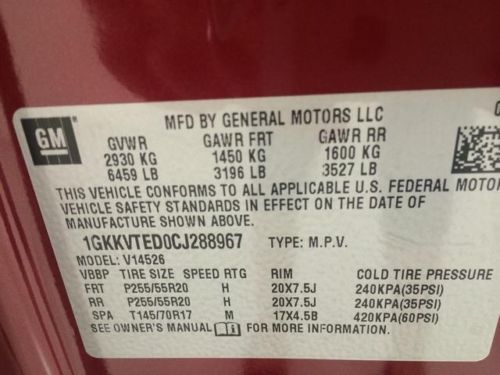 MFD BY GENERAL MOTORS LLC
GM
GVWR GAWR FRT GAWR RR
2930 KG 1450 KG 1600 KG
6459 LB 3196 LB 3527 LB
THIS VEHICLE CONFORMS TO ALL APPLICABLE U.S. FEDERAL MOTOR
VEHICLE SAFETY STANDARDS IN EFFECT ON THE DATE OF
MANUFACTURE SHOWN ABOVE.
1GKKVTED0CJ288967 TYPE: M.P.V.
MODEL: V14526
VBBP TIRE SIZE SPEED RTG RIM COLD TIRE PRESSURE
FRT P255/55R20 H 20X7.5J 240KPA(35PSI)
RR P255/55R20 H 20X7.5J 240KPA(35PSI)
SPA T145/70R17 M 17X4.5B 420KPA(60PSI)
SEE OWNER'S MANUAL FOR MORE INFORMATION.